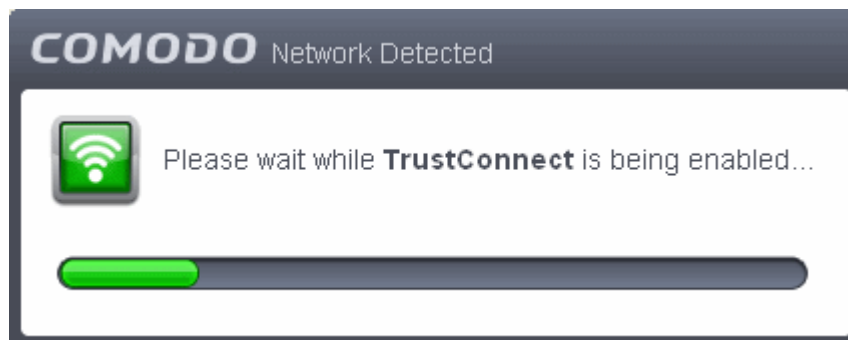 COMODO Network Detected
Please wait while TrustConnect is being enabled...